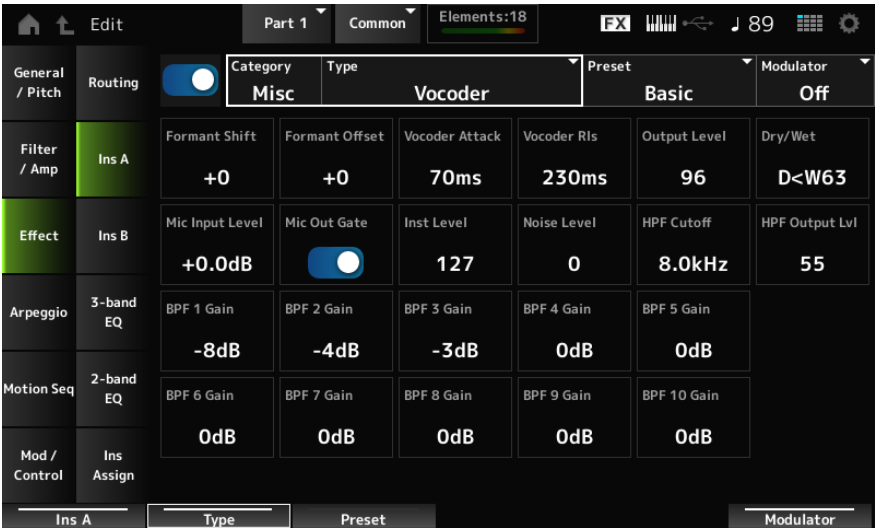 Edit
Part 1
Common
Elements:18
FX
♩ 89
General / Pitch
Routing
Category
Misc
Type
Vocoder
Preset
Basic
Modulator
Off
Filter / Amp
Ins A
Formant Shift
+0
Formant Offset
+0
Vocoder Attack
70ms
Vocoder Rls
230ms
Output Level
96
Dry/Wet
D<W63
Effect
Ins B
Mic Input Level
+0.0dB
Mic Out Gate
Inst Level
127
Noise Level
0
HPF Cutoff
8.0kHz
HPF Output Lvl
55
Arpeggio
3-band EQ
BPF 1 Gain
-8dB
BPF 2 Gain
-4dB
BPF 3 Gain
-3dB
BPF 4 Gain
0dB
BPF 5 Gain
0dB
Motion Seq
2-band EQ
BPF 6 Gain
0dB
BPF 7 Gain
0dB
BPF 8 Gain
0dB
BPF 9 Gain
0dB
BPF 10 Gain
0dB
Mod / Control
Ins Assign
Ins A
Type
Preset
Modulator